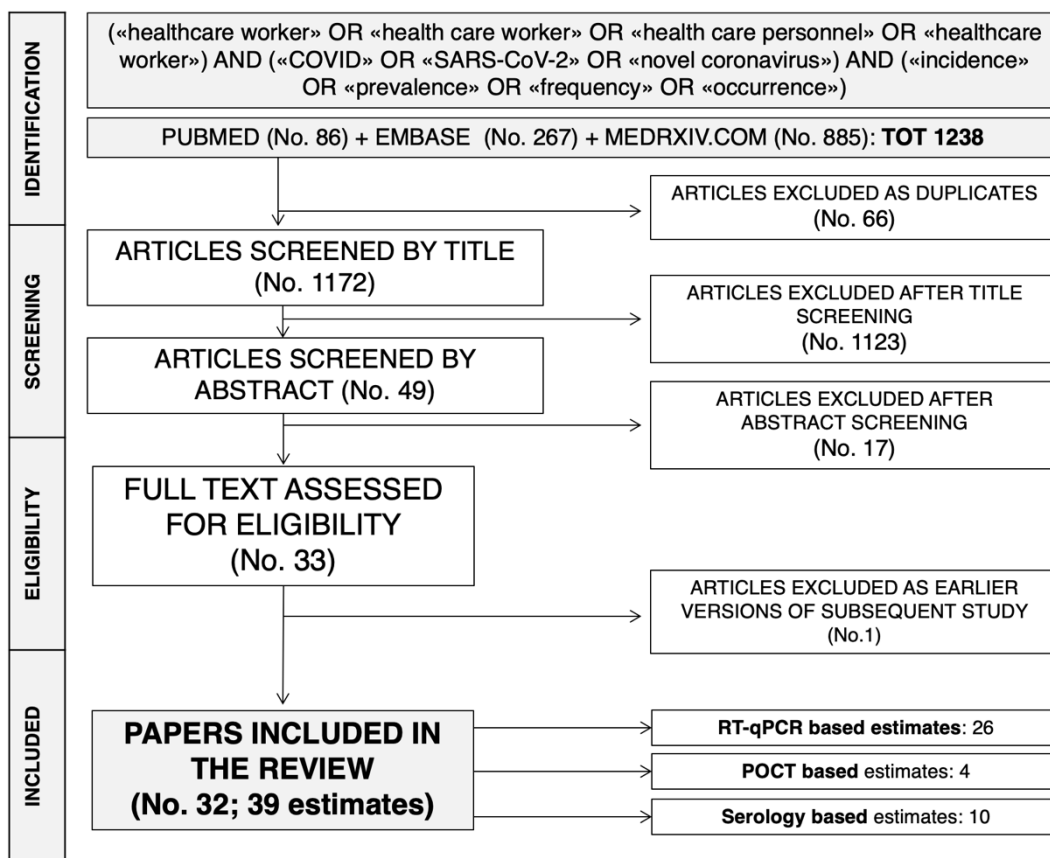 IDENTIFICATION
(«healthcare worker» OR «health care worker» OR «health care personnel» OR «healthcare
worker») AND («COVID» OR «SARS-CoV-2» OR «novel coronavirus») AND («incidence»
OR «prevalence» OR «frequency» OR «occurrence»)
PUBMED (No. 86) + EMBASE (No. 267) + MEDRXIV.COM (No. 885): TOT 1238
ARTICLES EXCLUDED AS DUPLICATES
(No. 66)
SCREENING
ARTICLES SCREENED BY TITLE
(No. 1172)
ARTICLES EXCLUDED AFTER TITLE
SCREENING
(No. 1123)
ARTICLES SCREENED BY
ABSTRACT (No. 49)
ARTICLES EXCLUDED AFTER
ABSTRACT SCREENING
(No. 17)
ELIGIBILITY
FULL TEXT ASSESSED
FOR ELIGIBILITY
(No. 33)
ARTICLES EXCLUDED AS EARLIER
VERSIONS OF SUBSEQUENT STUDY
(No.1)
INCLUDED
PAPERS INCLUDED IN
THE REVIEW
(No. 32; 39 estimates)
RT-qPCR based estimates: 26
POCT based estimates: 4
Serology based estimates: 10